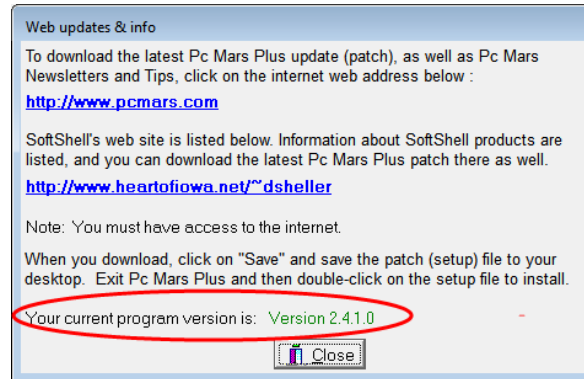 Web updates & info
To download the latest Pc Mars Plus update (patch), as well as Pc Mars
Newsletters and Tips, click on the internet web address below :
http://www.pcmars.com
SoftShell's web site is listed below. Information about SoftShell products are
listed, and you can download the latest Pc Mars Plus patch there as well.
http://www.heartofiowa.net/~dsheller
Note: You must have access to the internet.
When you download, click on "Save" and save the patch (setup) file to your
desktop. Exit Pc Mars Plus and then double-click on the setup file to install.
Your current program version is: Version 2.4.1.0 -
Close